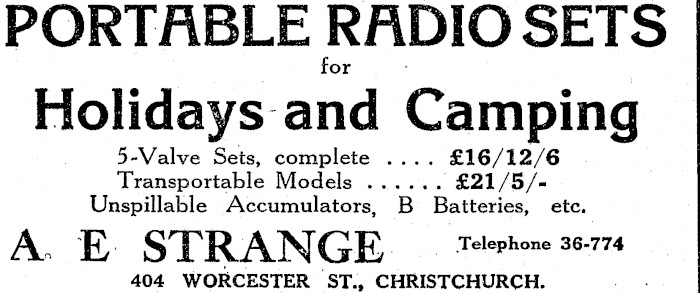 PORTABLE RADIO SETS
for
Holidays and Camping
5-Valve Sets, complete .... £16/12/6
Transportable Models ...... £21/5/-
Unspillable Accumulators, B Batteries, etc.
A. E STRANGE Telephone 36-774
404 WORCESTER ST., CHRISTCHURCH.